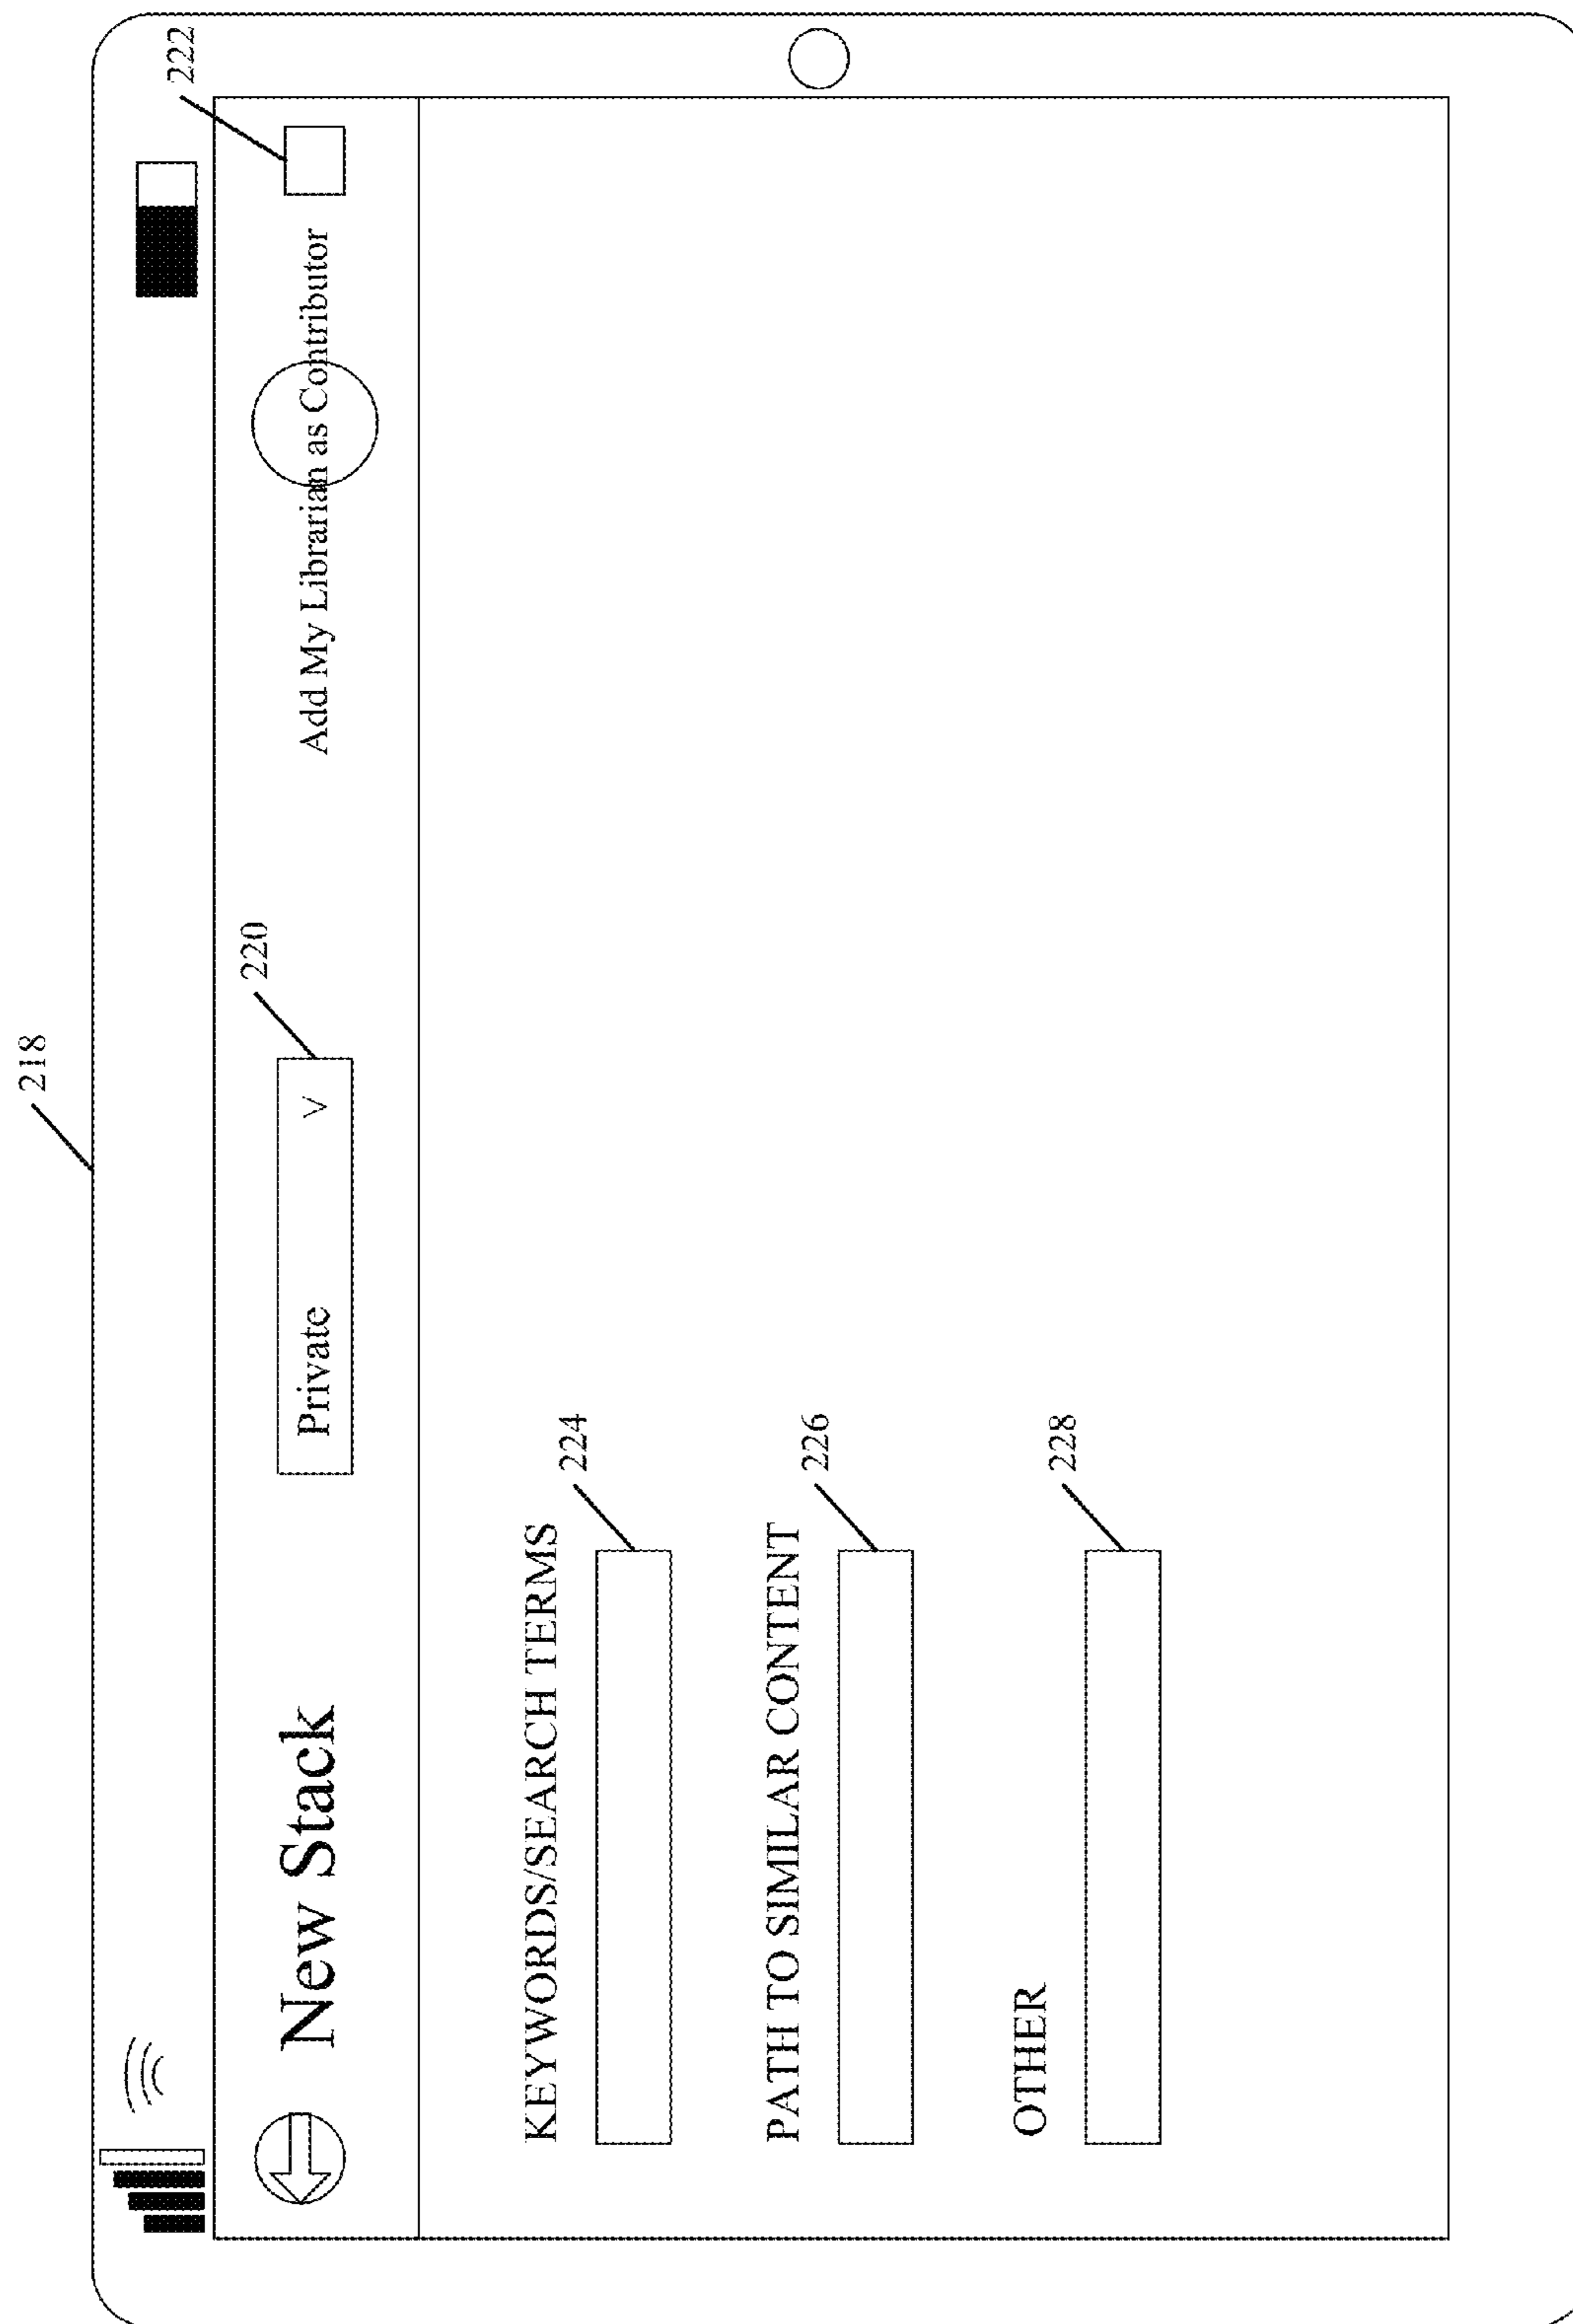 218
222
220
New Stack
Private V
Add My Librarian as Contributor
KEYWORDS/SEARCH TERMS
224
PATH TO SIMILAR CONTENT
226
OTHER
228